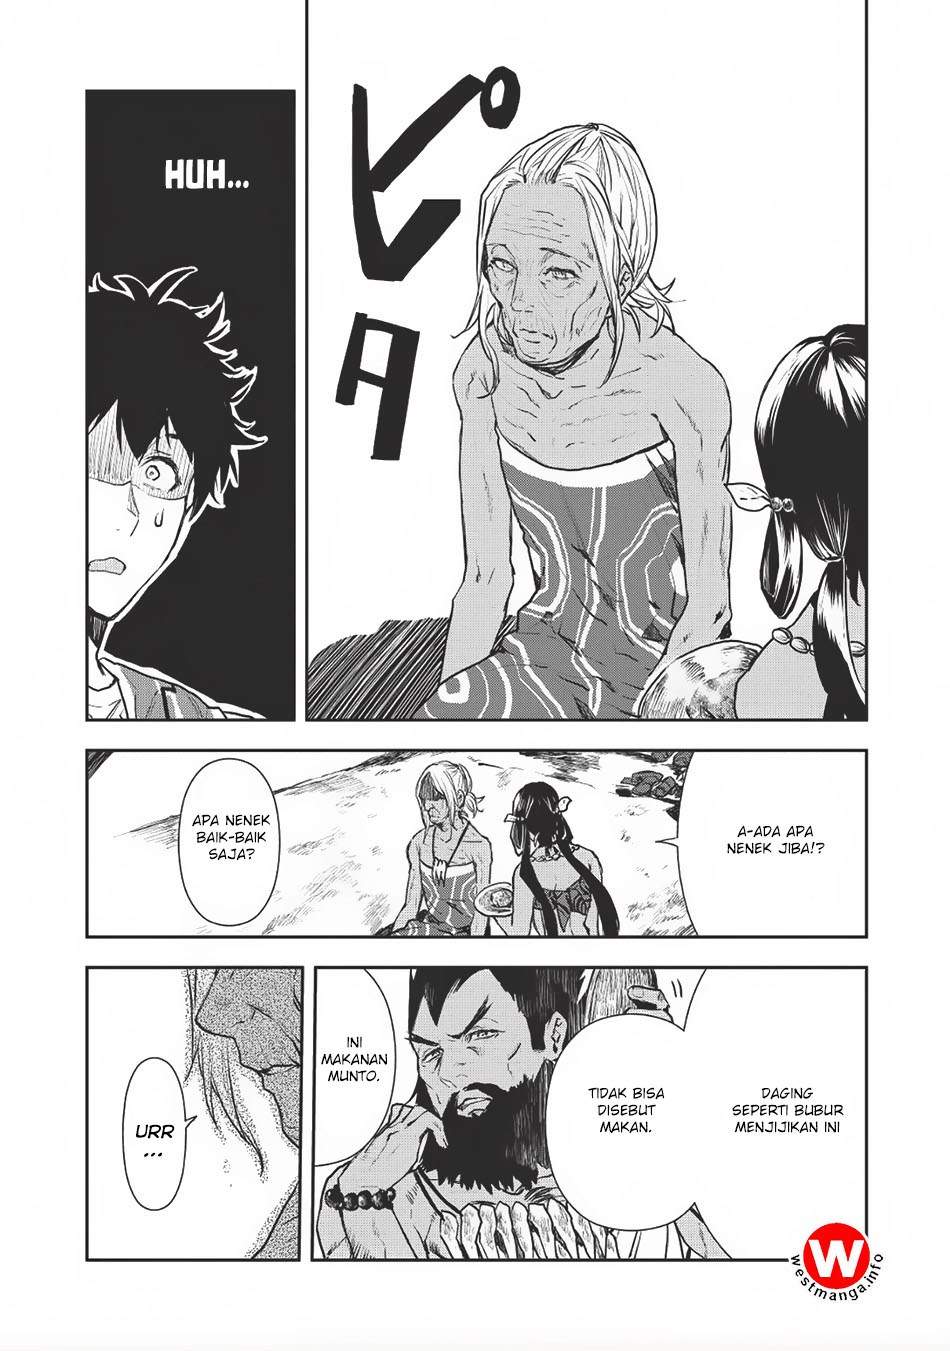 ピタ
HUH...
A-ADA APA
NENEK JIBA!?
APA NENEK
BAIK-BAIK
SAJA?
DAGING
SEPERTI BUBUR
MENJIJIKAN INI
TIDAK BISA
DISEBUT
MAKAN.
INI
MAKANAN
MUNTO.
URR
...
W
westmanga.info